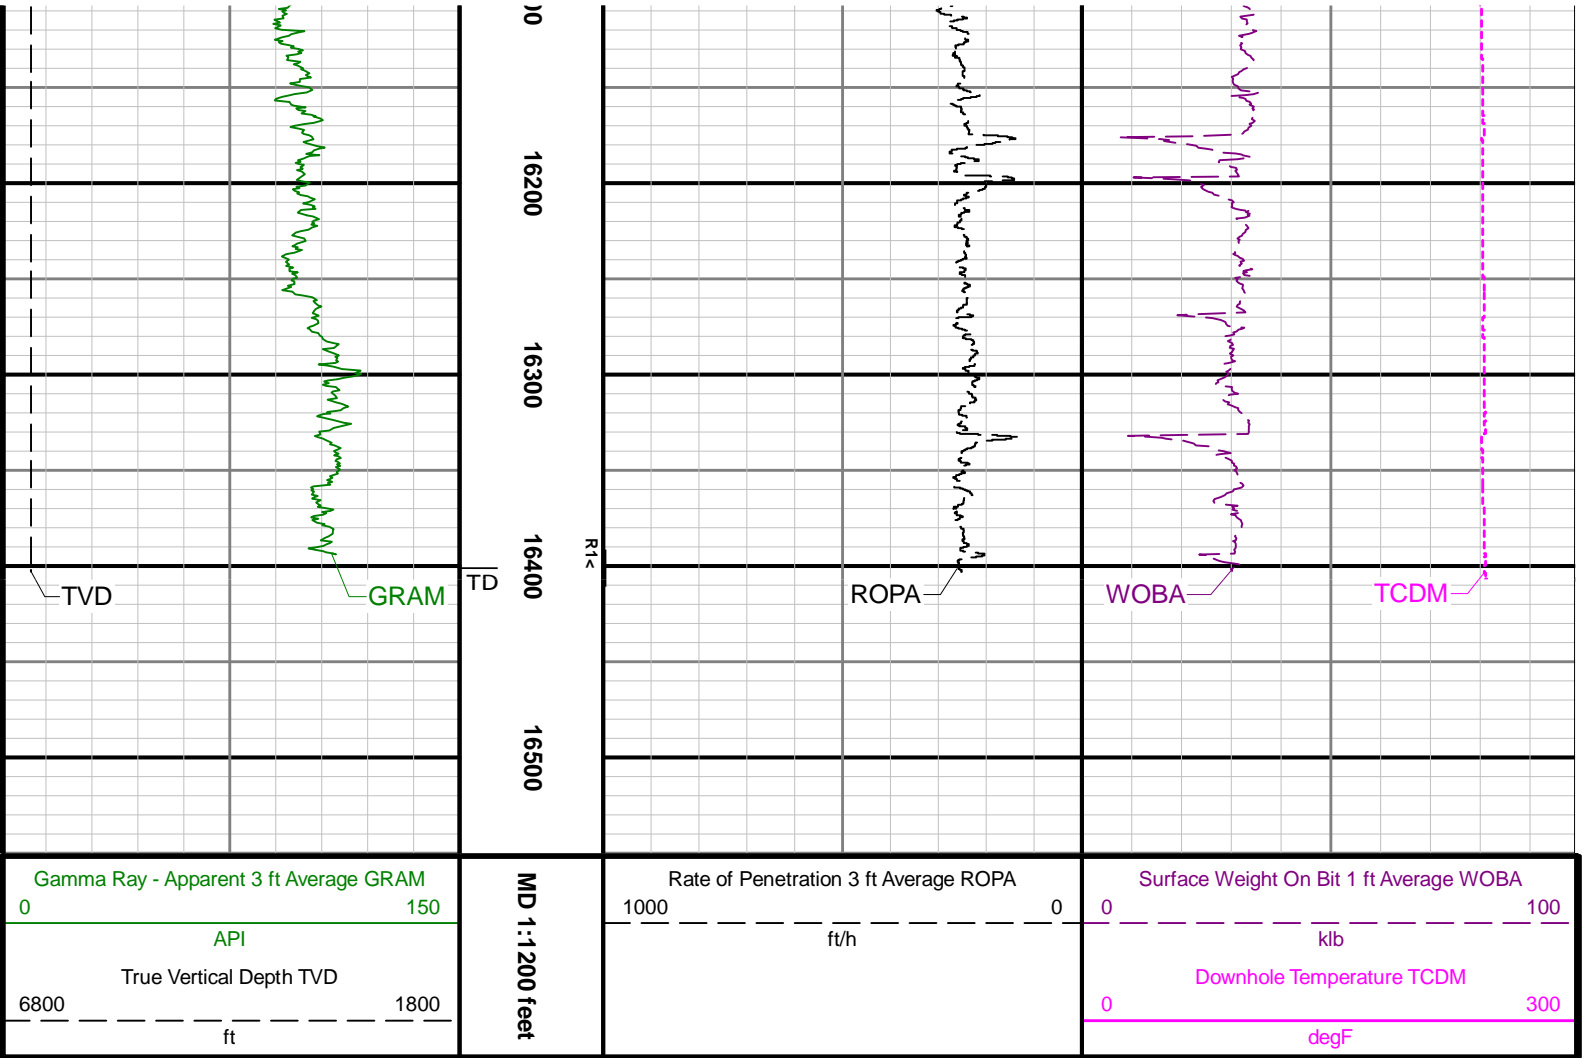 00
16200
16300
R1<
16400
TD
TVD
GRAM
ROPA
WOBA
TCDM
16500
Gamma Ray - Apparent 3 ft Average GRAM
0 150
API
True Vertical Depth TVD
6800 1800
ft
MD 1:1200 feet
Rate of Penetration 3 ft Average ROPA
1000 0
ft/h
Surface Weight On Bit 1 ft Average WOBA
0 100
klb
Downhole Temperature TCDM
0 300
degF